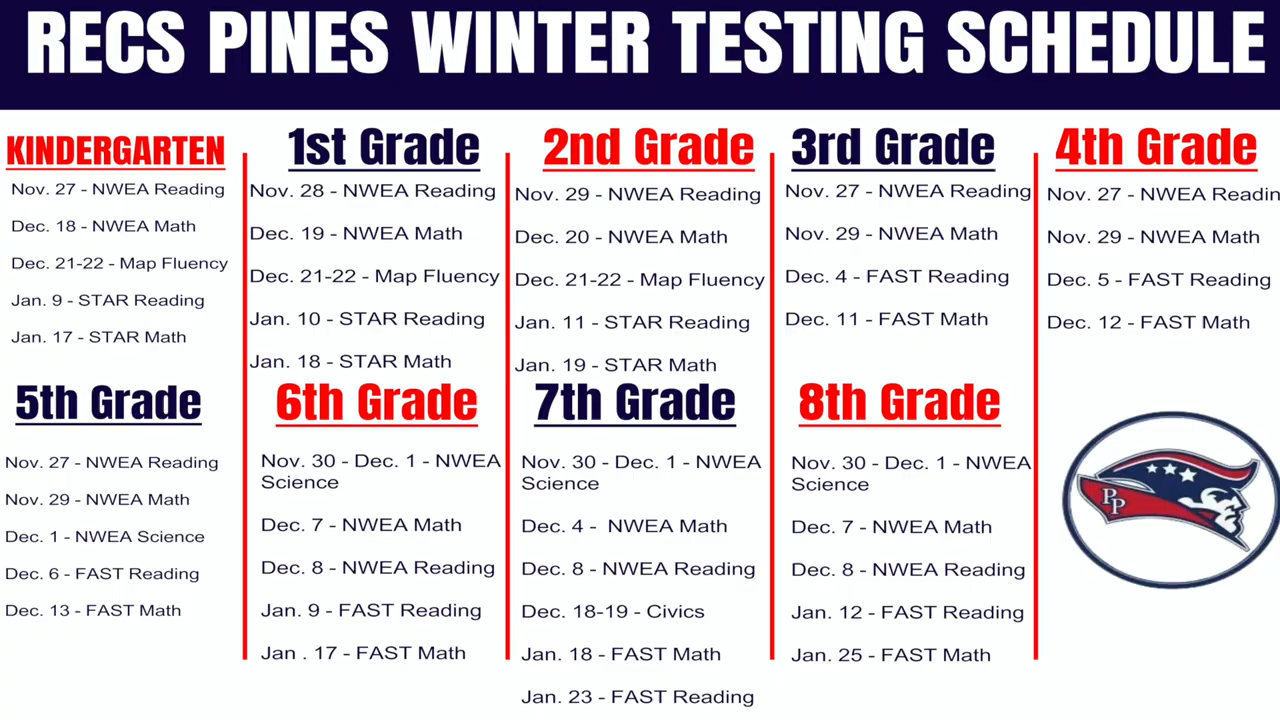 RECS PINES WINTER TESTING SCHEDULE
KINDERGARTEN
Nov. 27 - NWEA Reading
Dec. 18 - NWEA Math
Dec. 21-22 - Map Fluency
Jan. 9 - STAR Reading
Jan. 17 - STAR Math
1st Grade
Nov. 28 - NWEA Reading
Dec. 19 - NWEA Math
Dec. 21-22 - Map Fluency
Jan. 10 - STAR Reading
Jan. 18 - STAR Math
2nd Grade
Nov. 29 - NWEA Reading
Dec. 20 - NWEA Math
Dec. 21-22 - Map Fluency
Jan. 11 - STAR Reading
Jan. 19 - STAR Math
3rd Grade
Nov. 27 - NWEA Reading
Nov. 29 - NWEA Math
Dec. 4 - FAST Reading
Dec. 11 - FAST Math
4th Grade
Nov. 27 - NWEA Readin
Nov. 29 - NWEA Math
Dec. 5 - FAST Reading
Dec. 12 - FAST Math
5th Grade
Nov. 27 - NWEA Reading
Nov. 29 - NWEA Math
Dec. 1 - NWEA Science
Dec. 6 - FAST Reading
Dec. 13 - FAST Math
6th Grade
Nov. 30 - Dec. 1 - NWEA
Science
Dec. 7 - NWEA Math
Dec. 8 - NWEA Reading
Jan. 9 - FAST Reading
Jan . 17 - FAST Math
7th Grade
Nov. 30 - Dec. 1 - NWEA
Science
Dec. 4 -  NWEA Math
Dec. 8 - NWEA Reading
Dec. 18-19 - Civics
Jan. 18 - FAST Math
Jan. 23 - FAST Reading
8th Grade
Nov. 30 - Dec. 1 - NWEA
Science
Dec. 7 - NWEA Math
Dec. 8 - NWEA Reading
Jan. 12 - FAST Reading
Jan. 25 - FAST Math
PP